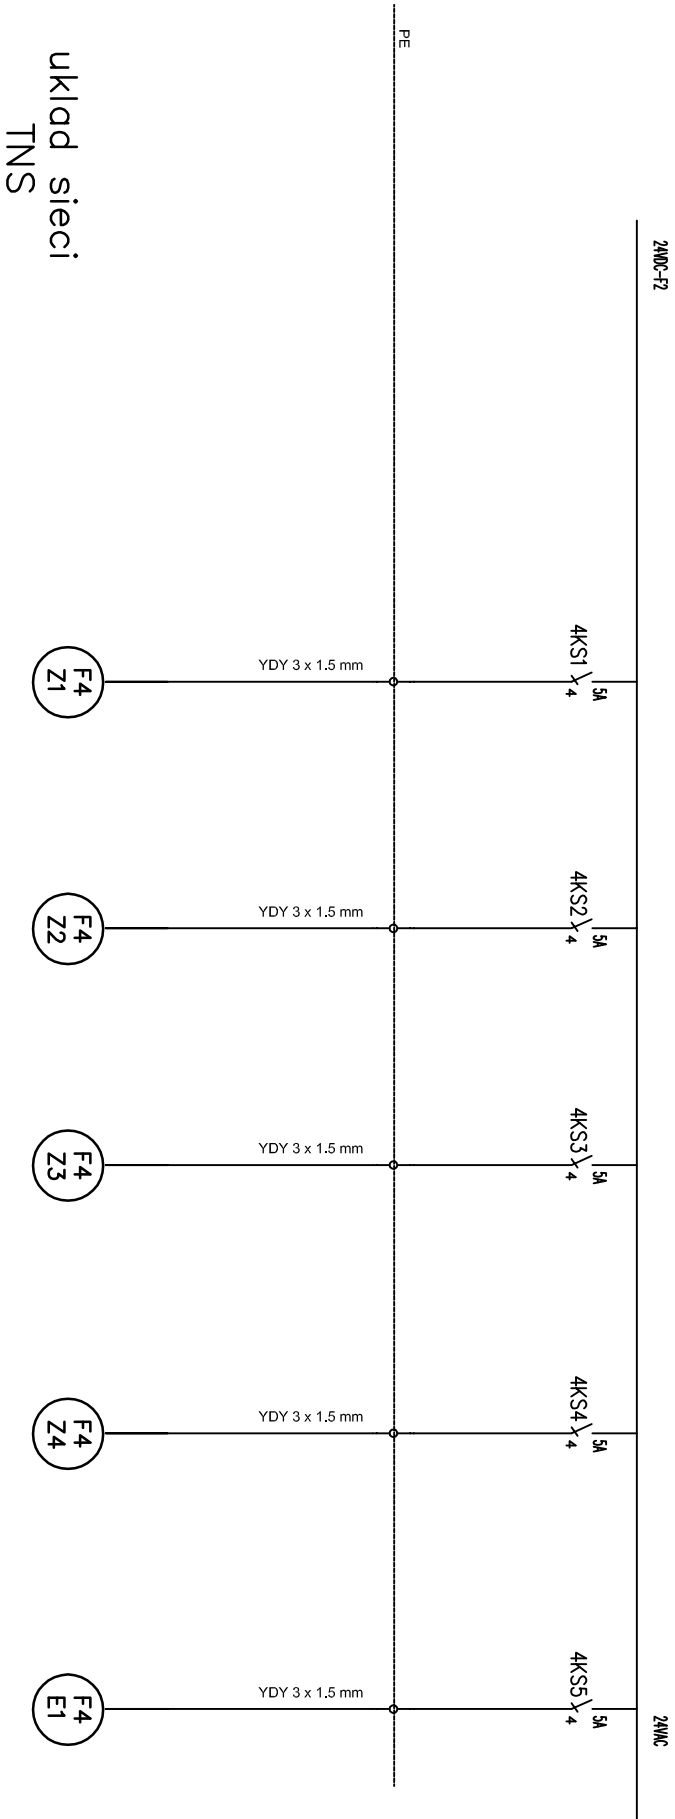 PE
24VDC-F2
24VAC
4KS1
5A
4
4KS2
5A
4
4KS3
5A
4
4KS4
5A
4
4KS5
5A
4
YDY 3 x 1.5 mm
YDY 3 x 1.5 mm
YDY 3 x 1.5 mm
YDY 3 x 1.5 mm
YDY 3 x 1.5 mm
F4
Z1
F4
Z2
F4
Z3
F4
Z4
F4
E1
uklad sieci
TNS